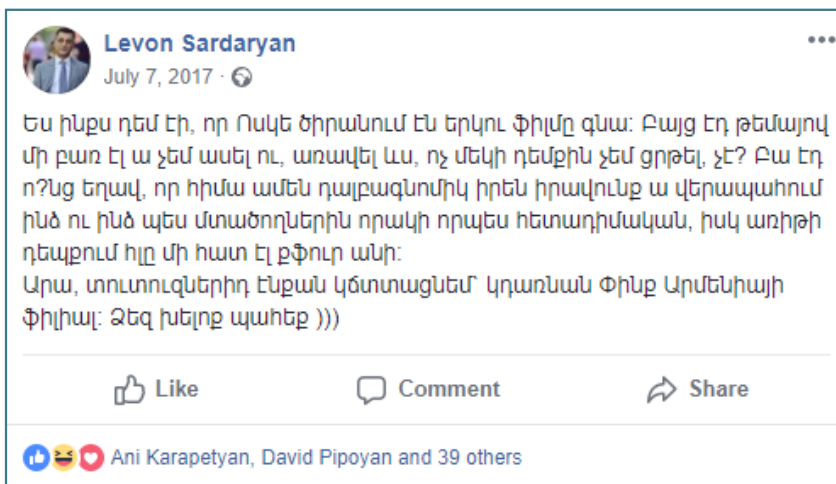 Levon Sardaryan
July 7, 2017 ·
Ես ինքս դեմ էի, որ Ոսկե ծիրանում էն երկու ֆիլմը գնա: Բայց էդ թեմայով
մի բառ էլ ա չեմ ասել ու, առավել ևս, ոչ մեկի դեմքին չեմ ցրթել, չէ? Բա էդ
ո?նց եղավ, որ հիմա ամեն դալբագնոմիկ իրեն իրավունք ա վերապահում
ինձ ու ինձ պես մտածողներին որակի որպես հետադիմական, իսկ առիթի
դեպքում հլը մի հատ էլ քֆուր անի:
Արա, տուտուզներիդ էնքան կճտտացնեմ՝ կդառնան Փինք Արմենիայի
ֆիլիալ: Ձեզ խելոք պահեք )))
Like Comment Share
Ani Karapetyan, David Pipoyan and 39 others